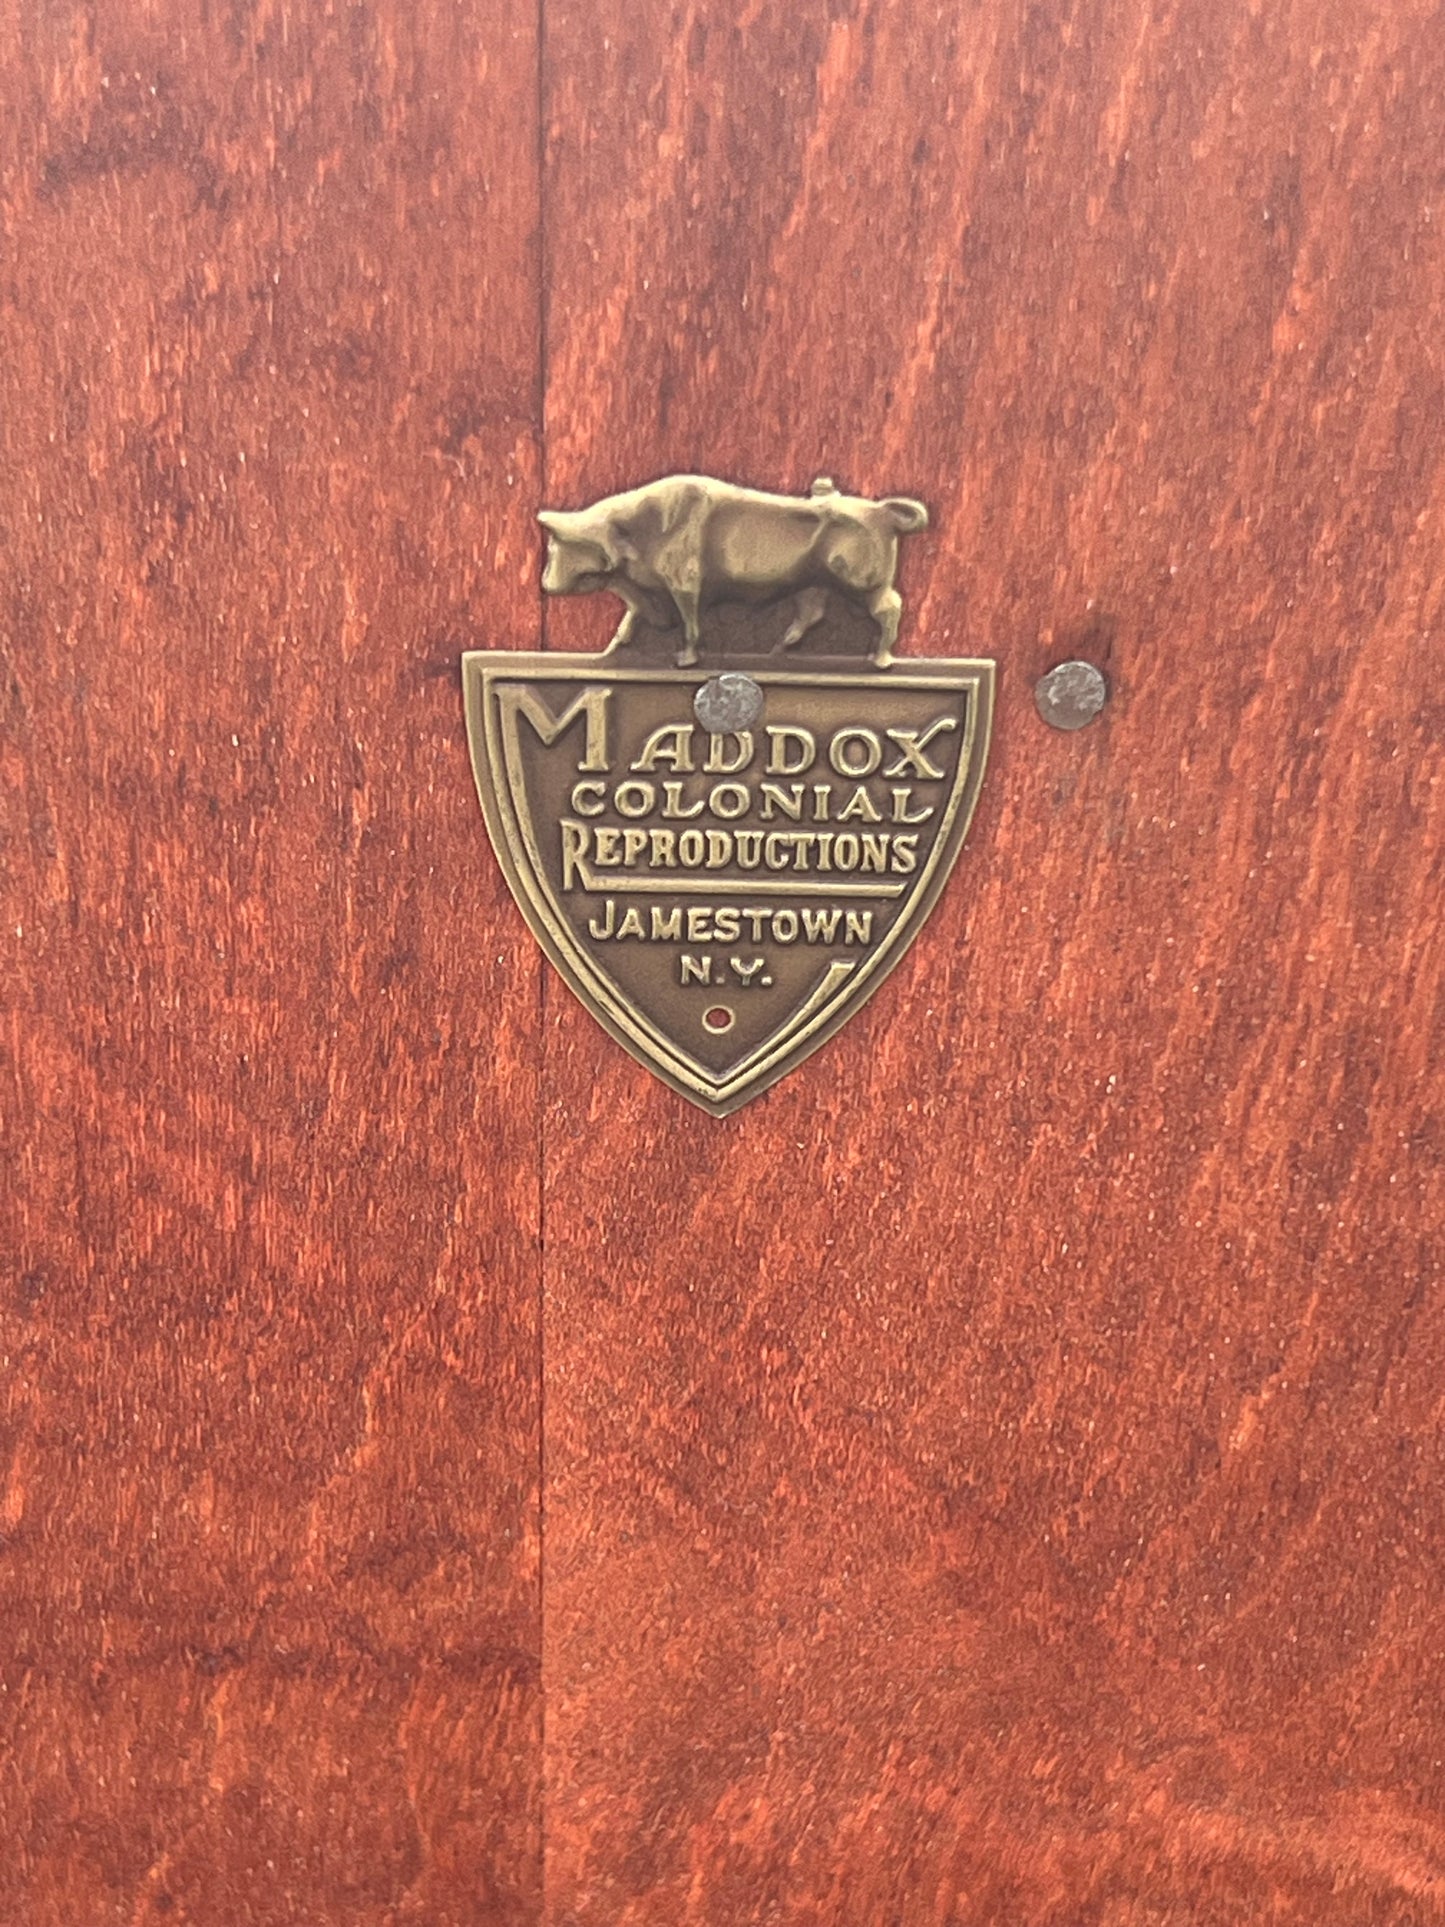 MADDOX
COLONIAL
REPRODUCTIONS
JAMESTOWN
N.Y.